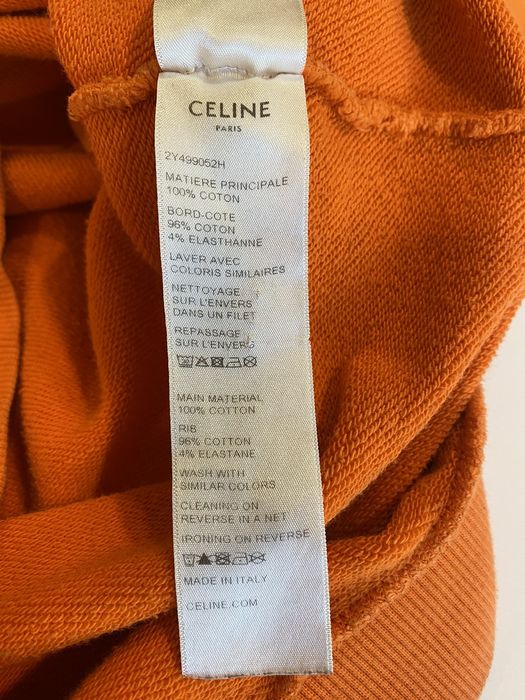 CELINE
PARIS
2Y499052H
MATIERE PRINCIPALE
100% COTON
BORD-COTE
96% COTON
4% ELASTHANNE
LAVER AVEC
COLORIS SIMILAIRES
NETTOYAGE
SUR L'ENVERS
DANS UN FILET
REPASSAGE
SUR L'ENVERS
MAIN MATERIAL
100% COTTON
RIB
96% COTTON
4% ELASTANE
WASH WITH
SIMILAR COLORS
CLEANING ON
REVERSE IN A NET
IRONING ON REVERSE
MADE IN ITALY
CELINE.COM